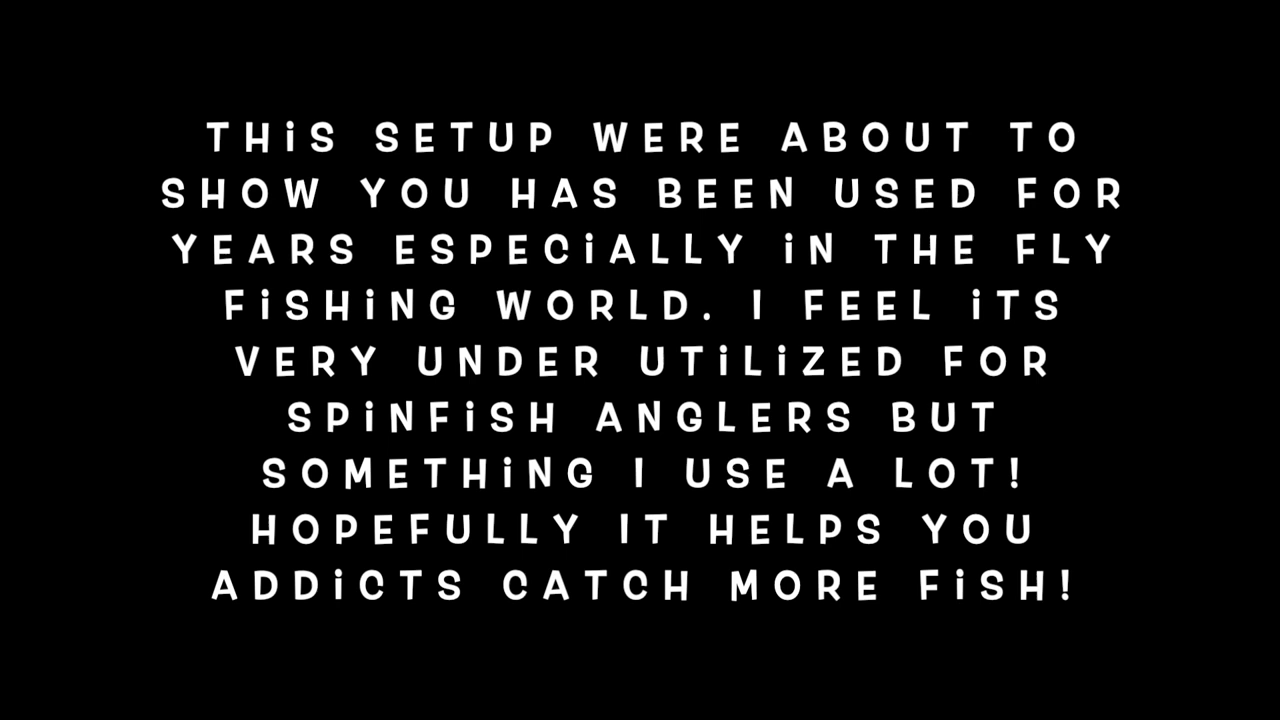 THiS SETUP WERE ABOUT TO
SHOW YOU HAS BEEN USED FOR
YEARS ESPECiALLY iN THE FLY
FiSHiNG WORLD. I FEEL iTS
VERY UNDER UTiLiZED FOR
SPiNFiSH ANGLERS BUT
SOMETHiNG I USE A LOT!
HOPEFULLY IT HELPS YOU
ADDiCTS CATCH MORE FiSH!